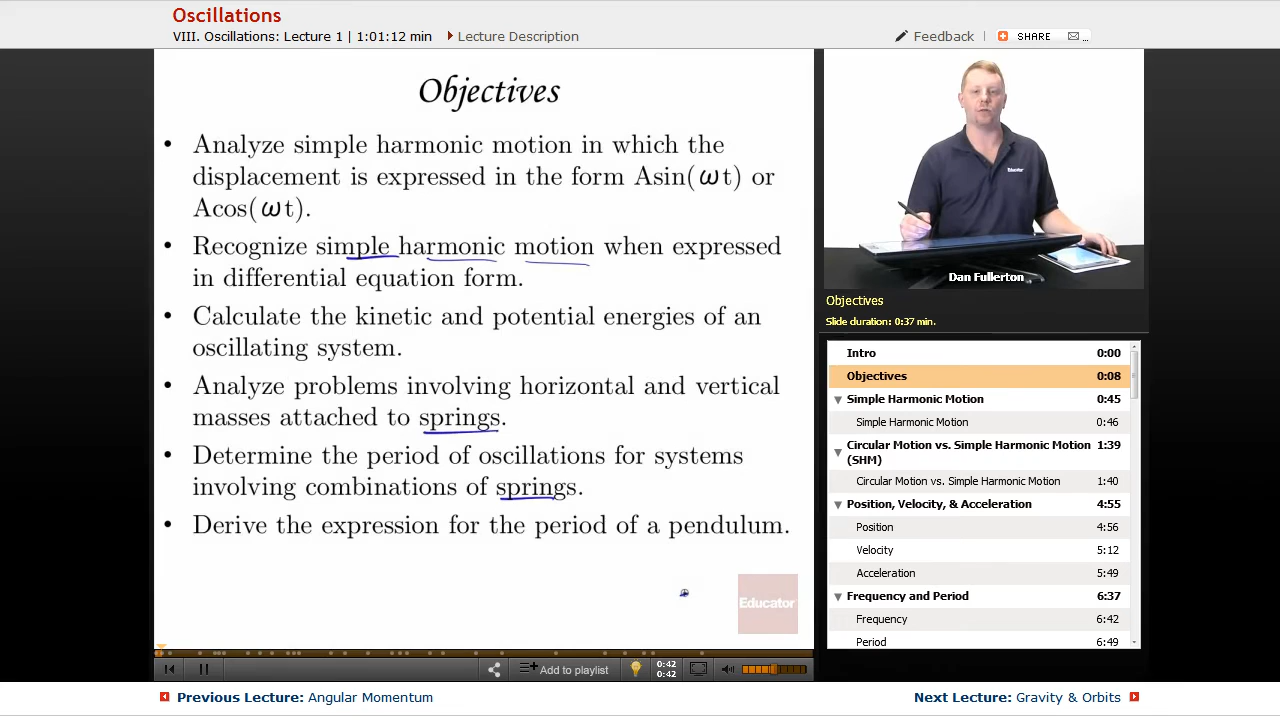 Oscillations
VIII. Oscillations: Lecture 1 | 1:01:12 min
Lecture Description
Feedback
SHARE
...
Objectives
• Analyze simple harmonic motion in which the
displacement is expressed in the form Asin(ωt) or
Acos(ωt).
• Recognize simple harmonic motion when expressed
in differential equation form.
• Calculate the kinetic and potential energies of an
oscillating system.
• Analyze problems involving horizontal and vertical
masses attached to springs.
• Determine the period of oscillations for systems
involving combinations of springs.
• Derive the expression for the period of a pendulum.
Educator
Educator
Dan Fullerton
Objectives
Slide duration: 0:37 min.
Intro 0:00
Objectives 0:08
Simple Harmonic Motion 0:45
Simple Harmonic Motion 0:46
Circular Motion vs. Simple Harmonic Motion 1:39
(SHM)
Circular Motion vs. Simple Harmonic Motion 1:40
Position, Velocity, & Acceleration 4:55
Position 4:56
Velocity 5:12
Acceleration 5:49
Frequency and Period 6:37
Frequency 6:42
Period 6:49
Add to playlist
0:42
0:42
Previous Lecture: Angular Momentum
Next Lecture: Gravity & Orbits